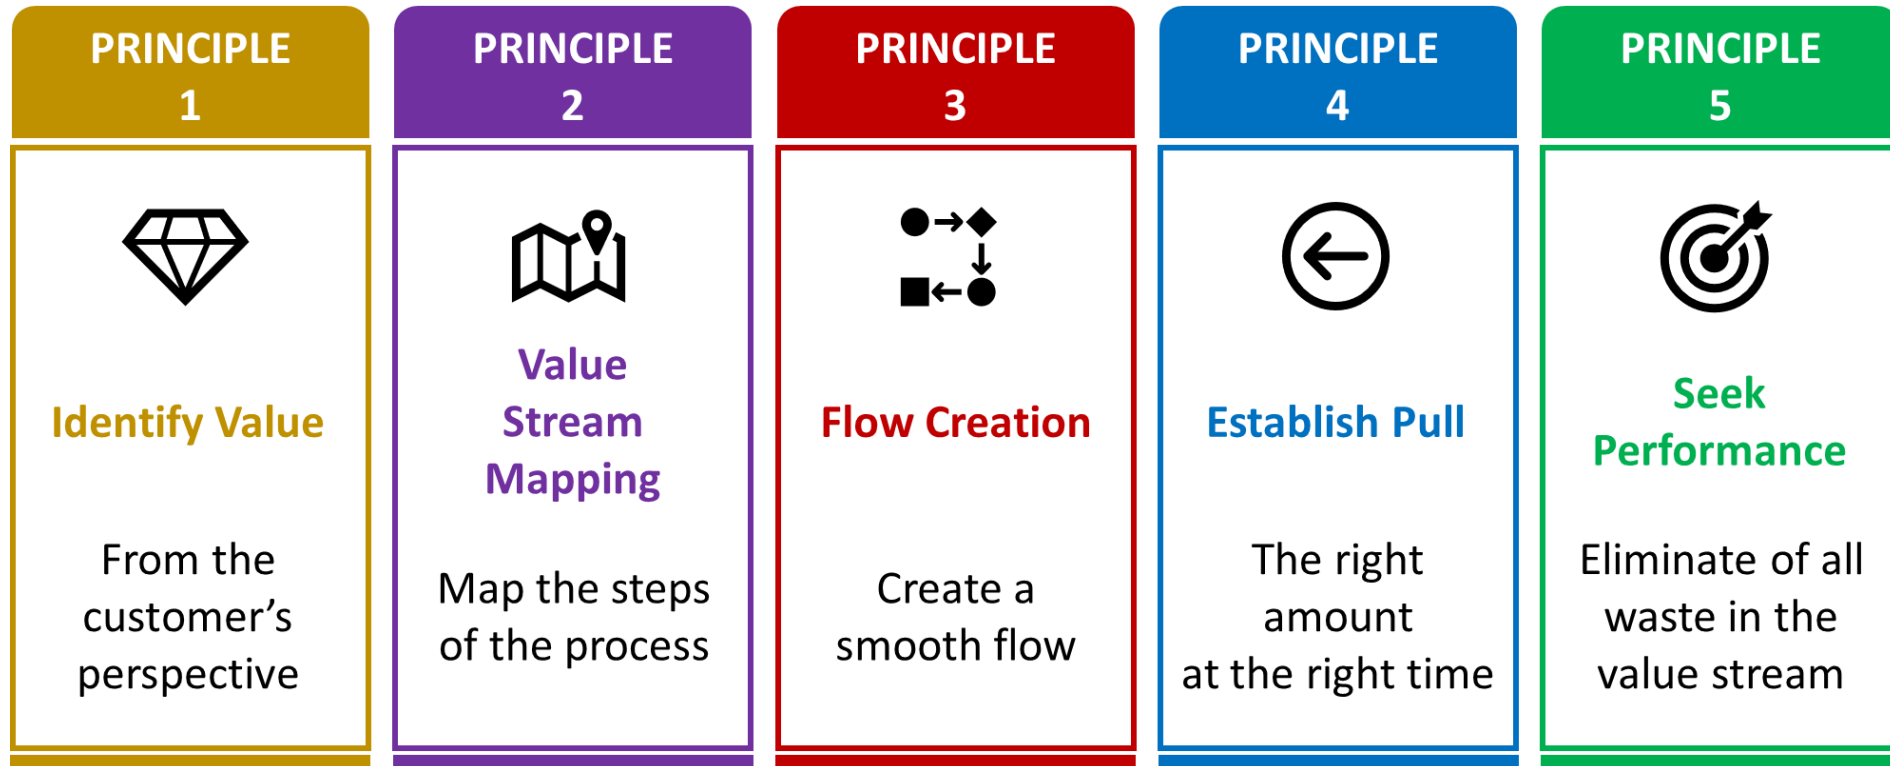 PRINCIPLE
1
Identify Value
From the
customer’s
perspective
PRINCIPLE
2
Value
Stream
Mapping
Map the steps
of the process
PRINCIPLE
3
Flow Creation
Create a
smooth flow
PRINCIPLE
4
Establish Pull
The right
amount
at the right time
PRINCIPLE
5
Seek
Performance
Eliminate of all
waste in the
value stream